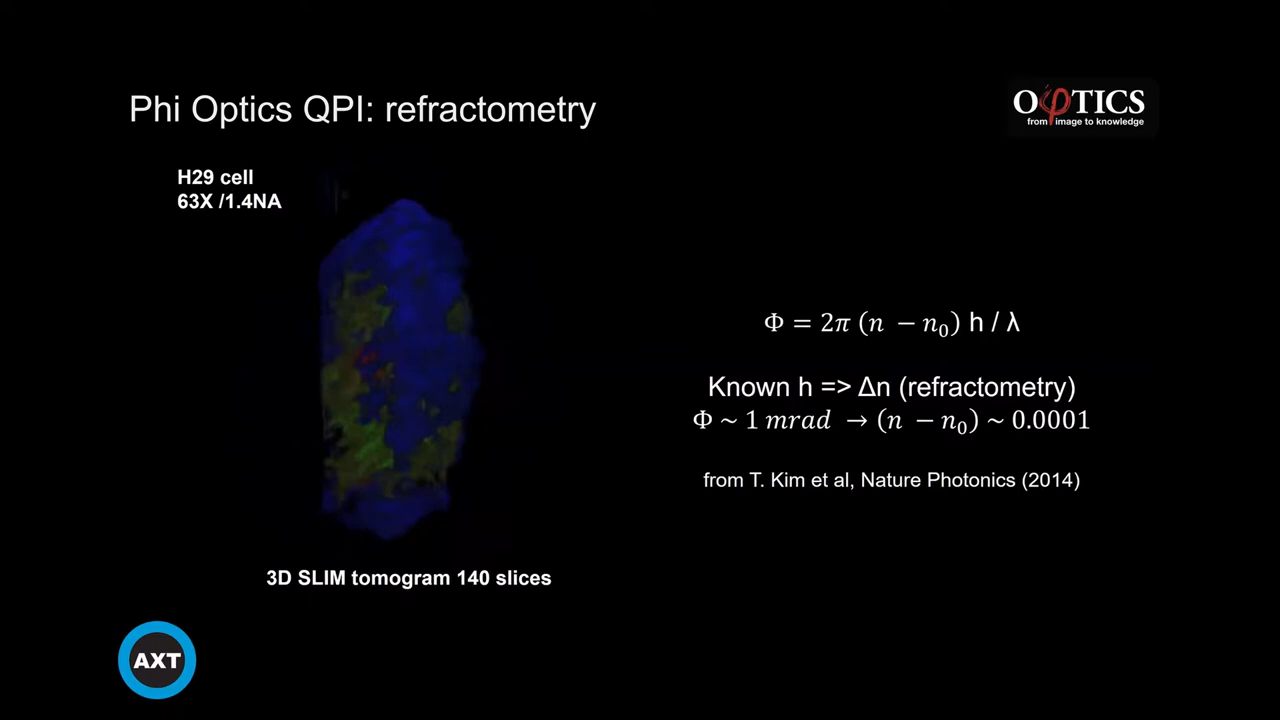 Phi Optics QPI: refractometry
OφTICS
from image to knowledge
H29 cell
63X /1.4NA
Φ = 2π (n − n₀) h / λ
Known h => Δn (refractometry)
Φ ~ 1 mrad → (n − n₀) ~ 0.0001
from T. Kim et al, Nature Photonics (2014)
3D SLIM tomogram 140 slices
AXT